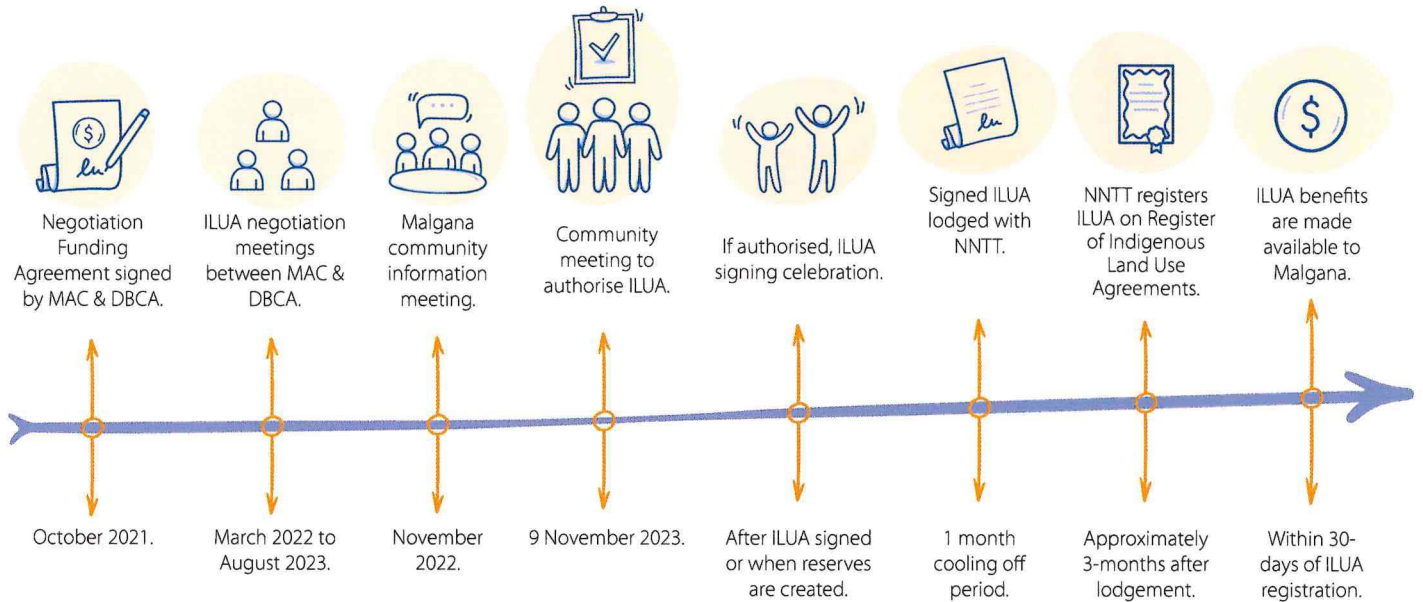 Negotiation
Funding
Agreement signed
by MAC & DBCA.
ILUA negotiation
meetings
between MAC &
DBCA.
Malgana
community
information
meeting.
Community
meeting to
authorise ILUA.
If authorised, ILUA
signing celebration.
Signed ILUA
lodged with
NNTT.
NNTT registers
ILUA on Register
of Indigenous
Land Use
Agreements.
ILUA benefits
are made
available to
Malgana.
October 2021.
March 2022 to
August 2023.
November
2022.
9 November 2023.
After ILUA signed
or when reserves
are created.
1 month
cooling off
period.
Approximately
3-months after
lodgement.
Within 30-
days of ILUA
registration.